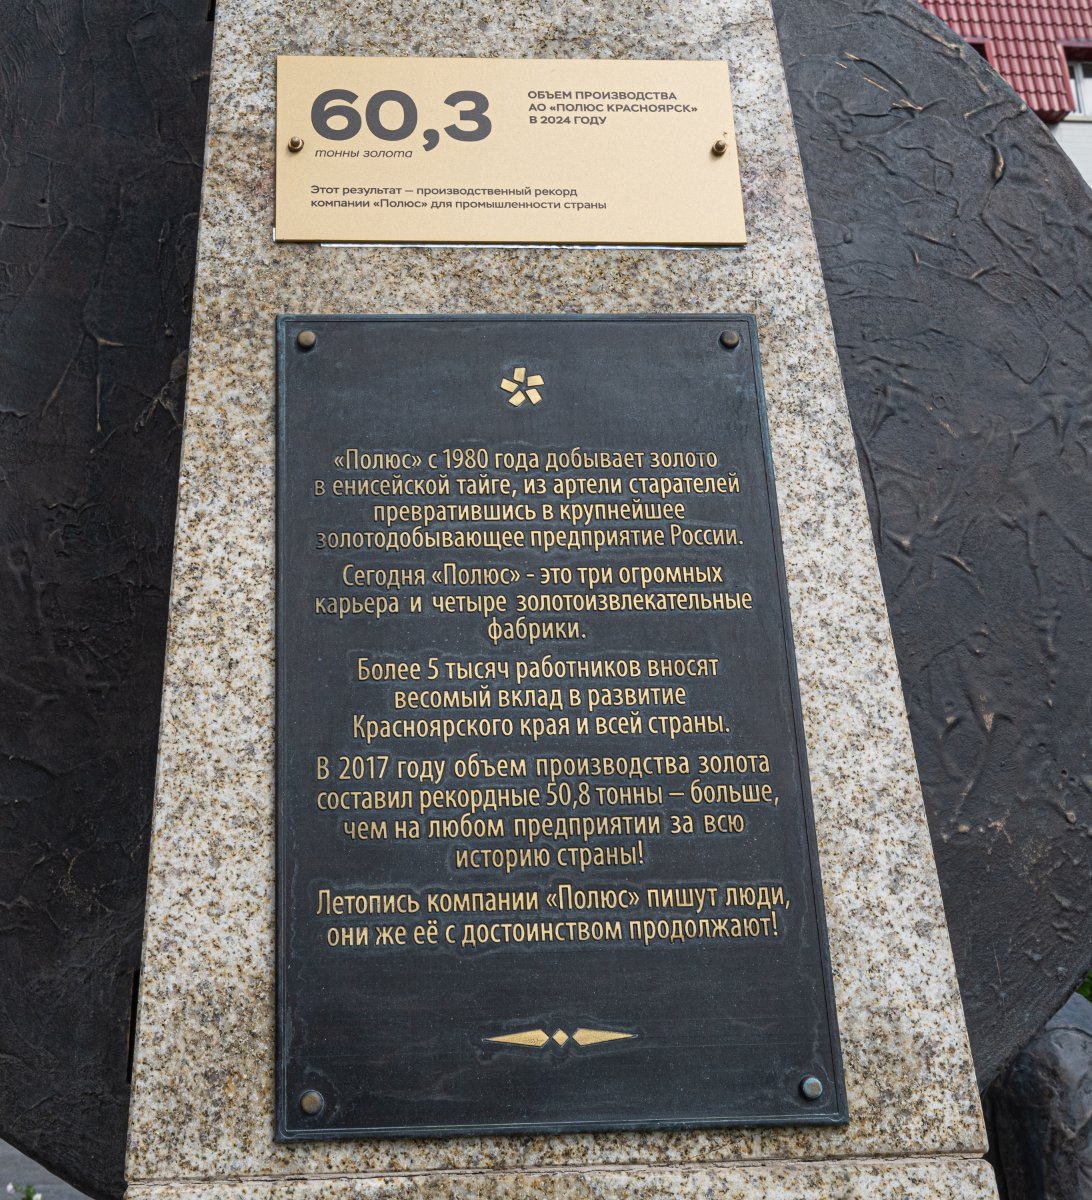 60,3
тонны золота
ОБЪЕМ ПРОИЗВОДСТВА
АО «ПОЛЮС КРАСНОЯРСК»
В 2024 ГОДУ
Этот результат – производственный рекорд
компании «Полюс» для промышленности страны
«Полюс» с 1980 года добывает золото
в енисейской тайге, из артели старателей
превратившись в крупнейшее
золотодобывающее предприятие России.
Сегодня «Полюс» - это три огромных
карьера и четыре золотоизвлекательные
фабрики.
Более 5 тысяч работников вносят
весомый вклад в развитие
Красноярского края и всей страны.
В 2017 году объем производства золота
составил рекордные 50,8 тонны – больше,
чем на любом предприятии за всю
историю страны!
Летопись компании «Полюс» пишут люди,
они же её с достоинством продолжают!